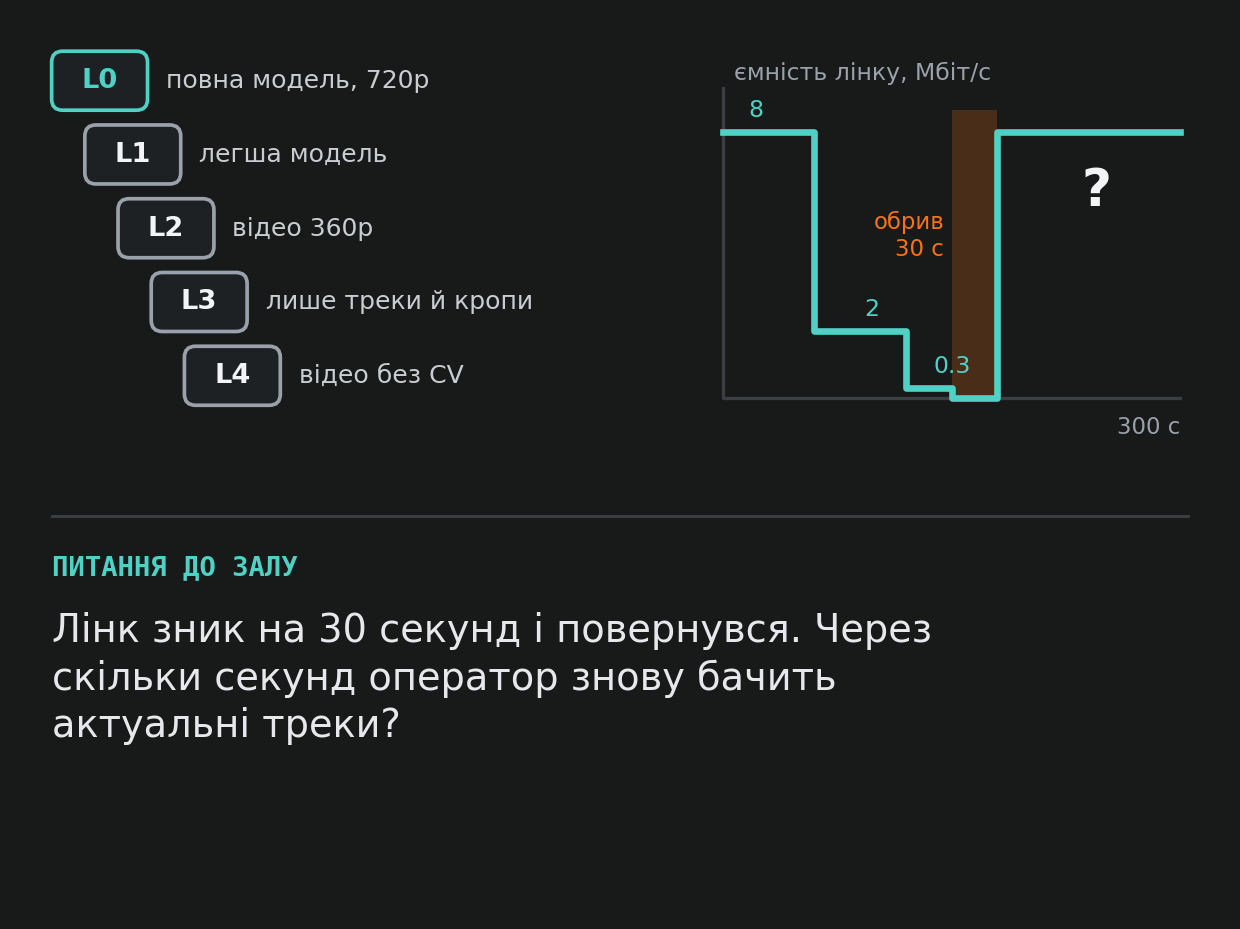 L0 повна модель, 720p
L1 легша модель
L2 відео 360p
L3 лише треки й кропи
L4 відео без CV
ємність лінку, Мбіт/с
8
обрив
30 с
2
0.3
?
300 с
ПИТАННЯ ДО ЗАЛУ
Лінк зник на 30 секунд і повернувся. Через
скільки секунд оператор знову бачить
актуальні треки?